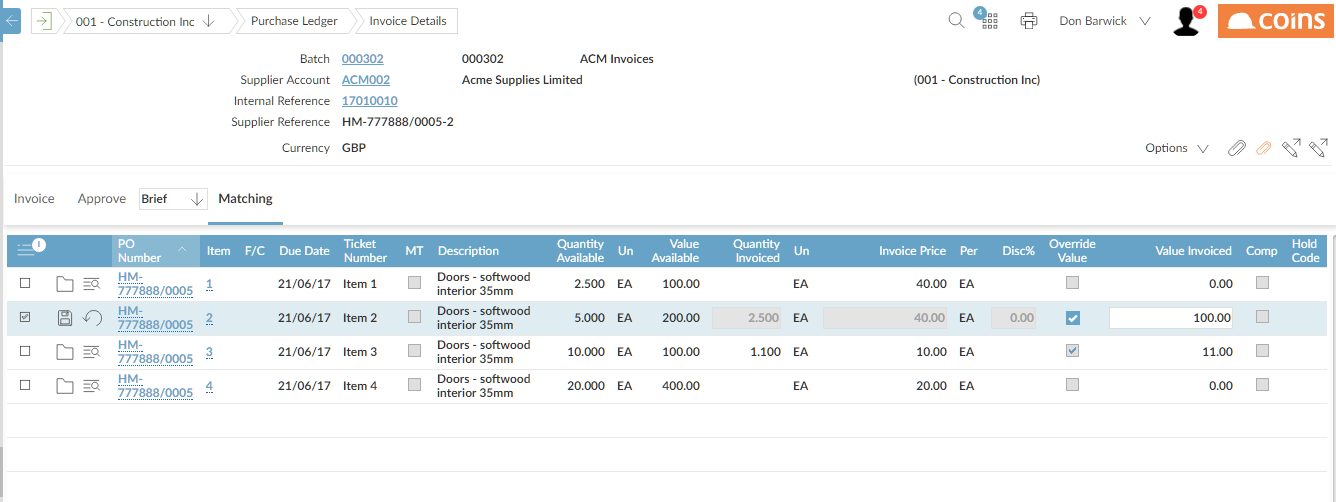 001 - Construction Inc Purchase Ledger Invoice Details 4 Don Barwick 4 coins
Batch 000302 000302 ACM Invoices
Supplier Account ACM002 Acme Supplies Limited (001 - Construction Inc)
Internal Reference 17010010
Supplier Reference HM-777888/0005-2
Currency GBP Options
Invoice Approve Brief Matching
PO Number Item F/C Due Date Ticket Number MT Description Quantity Available Un Value Available Quantity Invoiced Un Invoice Price Per Disc% Override Value Value Invoiced Comp Hold Code
HM-777888/0005 1 21/06/17 Item 1 Doors - softwood interior 35mm 2.500 EA 100.00 EA 40.00 EA 0.00
HM-777888/0005 2 21/06/17 Item 2 Doors - softwood interior 35mm 5.000 EA 200.00 2.500 EA 40.00 EA 0.00 100.00
HM-777888/0005 3 21/06/17 Item 3 Doors - softwood interior 35mm 10.000 EA 100.00 1.100 EA 10.00 EA 11.00
HM-777888/0005 4 21/06/17 Item 4 Doors - softwood interior 35mm 20.000 EA 400.00 EA 20.00 EA 0.00